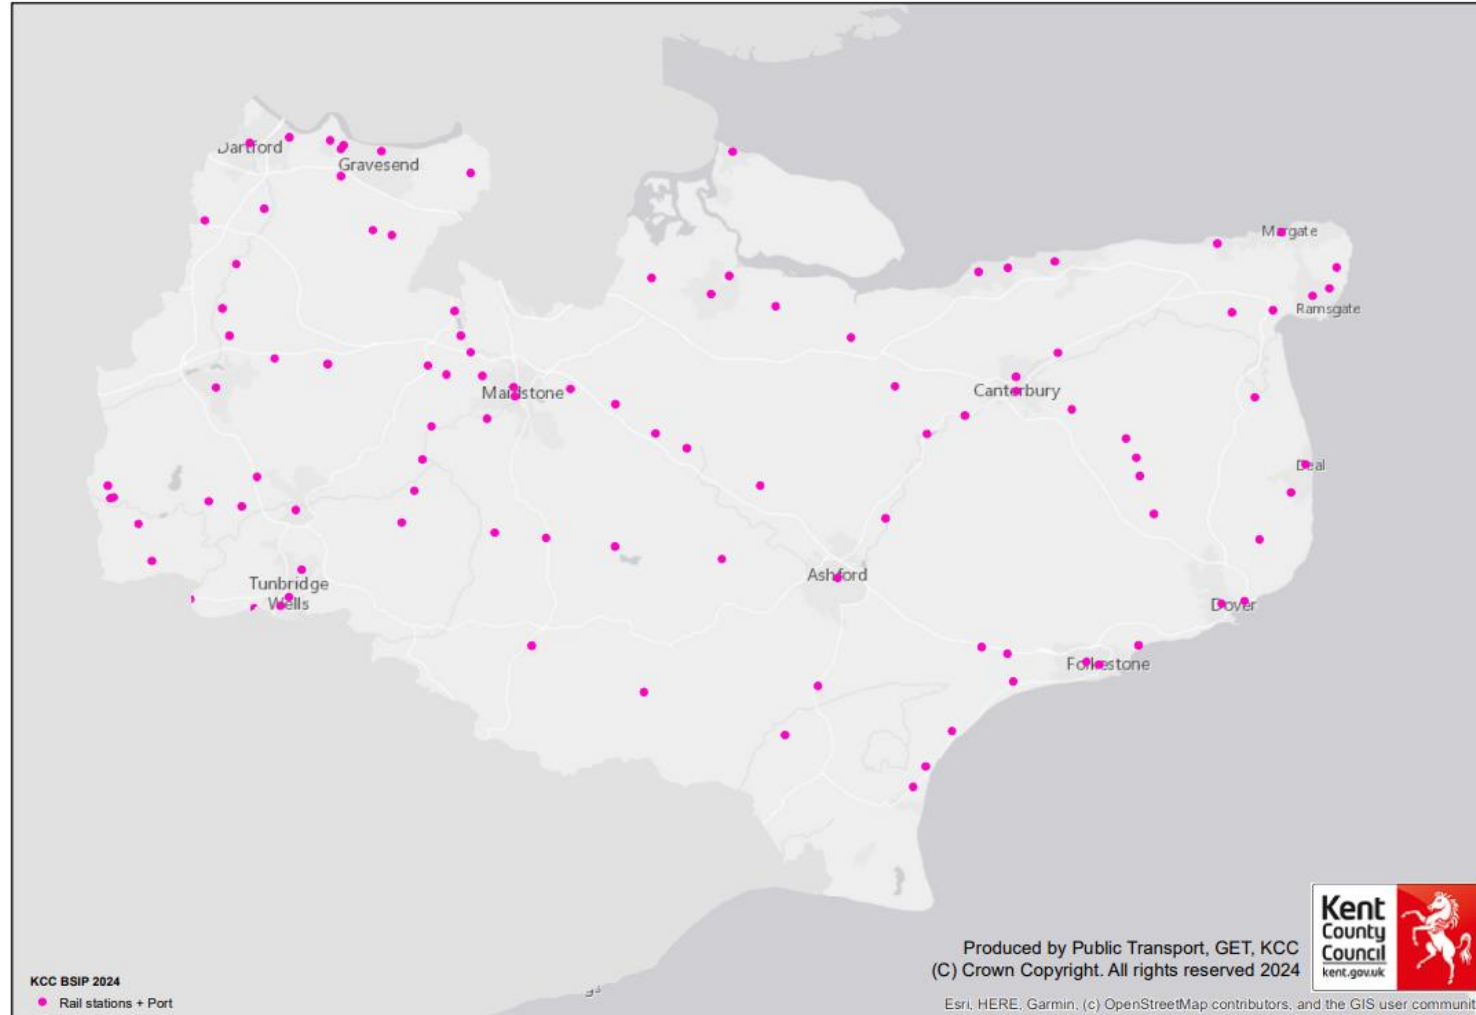 Dartford
Gravesend
Margate
Ramsgate
Maidstone
Canterbury
Deal
Tunbridge
Wells
Ashford
Dover
Folkestone
Kent
County
Council
kent.gov.uk
Produced by Public Transport, GET, KCC
(C) Crown Copyright. All rights reserved 2024
KCC BSIP 2024
Rail stations + Port
Esri, HERE, Garmin, (c) OpenStreetMap contributors, and the GIS user communit